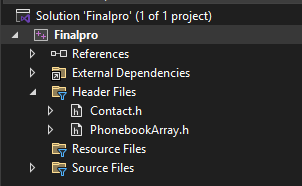 Solution 'Finalpro' (1 of 1 project)
Finalpro
References
External Dependencies
Header Files
Contact.h
PhonebookArray.h
Resource Files
Source Files